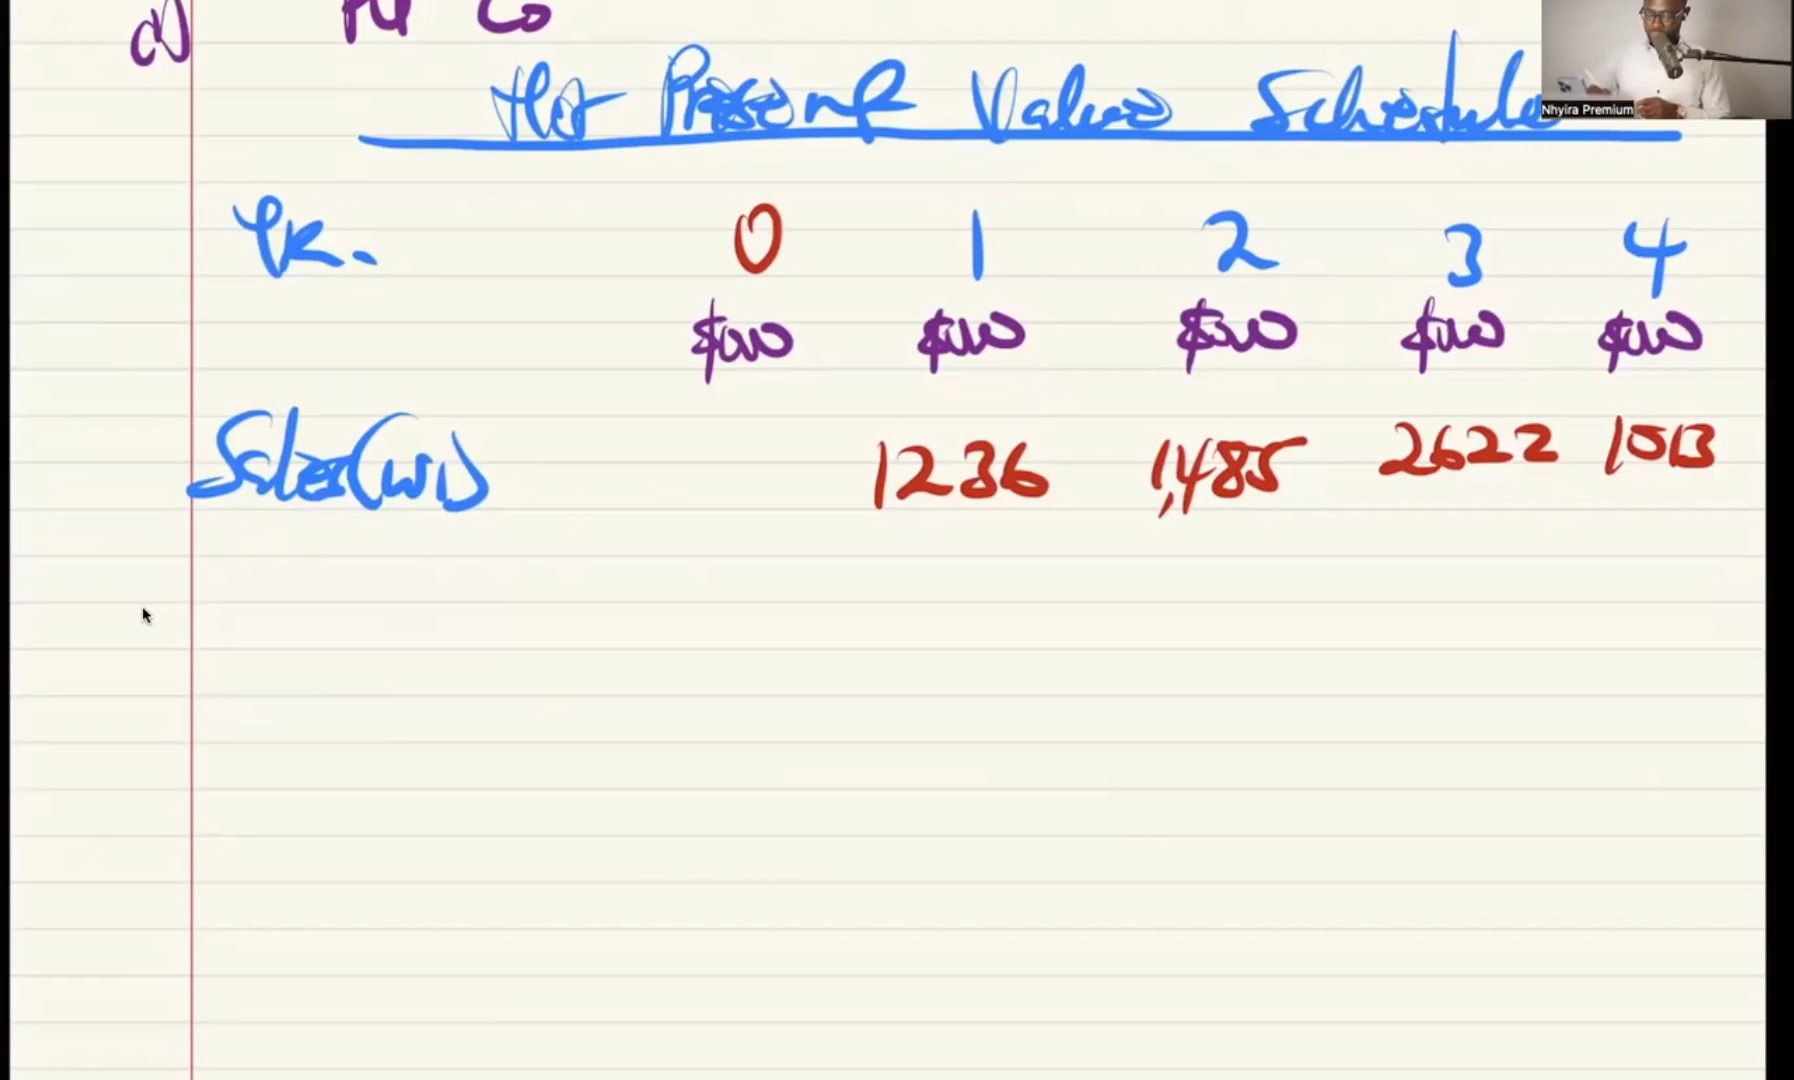 a) Co
Net Present Value Schedule
Nhyira Premium
YR. 0 1 2 3 4
$000 $000 $000 $000 $000
Sales(W1) 1236 1,485 2622 1013